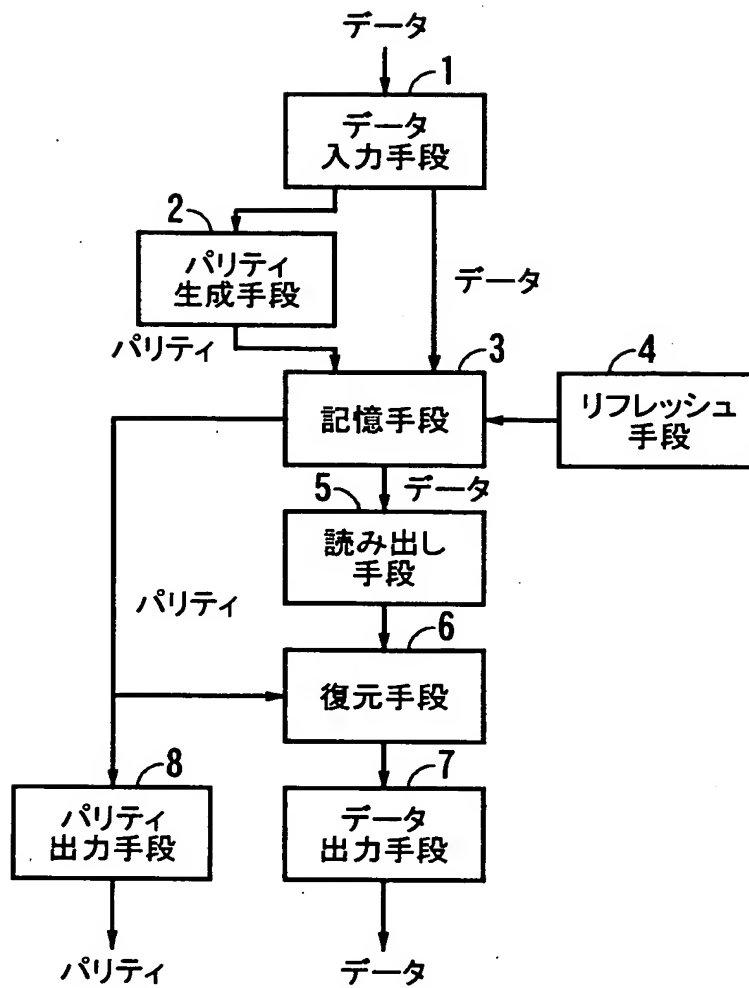 データ
1
データ
入力手段
2
パリティ
生成手段
データ
パリティ
3
記憶手段
4
リフレッシュ
手段
データ
5
読み出し
手段
パリティ
6
復元手段
8
パリティ
出力手段
7
データ
出力手段
パリティ
データ